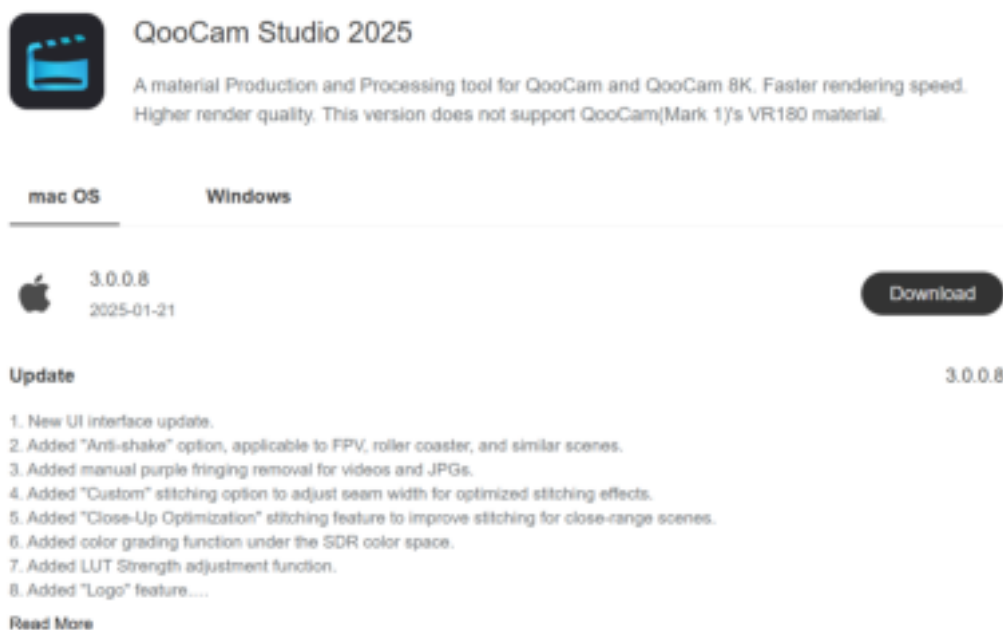 QooCam Studio 2025
A material Production and Processing tool for QooCam and QooCam 8K. Faster rendering speed.
Higher render quality. This version does not support QooCam(Mark 1)'s VR180 material.
mac OS Windows
3.0.0.8
2025-01-21
Download
Update 3.0.0.8
1. New UI interface update.
2. Added "Anti-shake" option, applicable to FPV, roller coaster, and similar scenes.
3. Added manual purple fringing removal for videos and JPGs.
4. Added "Custom" stitching option to adjust seam width for optimized stitching effects.
5. Added "Close-Up Optimization" stitching feature to improve stitching for close-range scenes.
6. Added color grading function under the SDR color space.
7. Added LUT Strength adjustment function.
8. Added "Logo" feature....
Read More